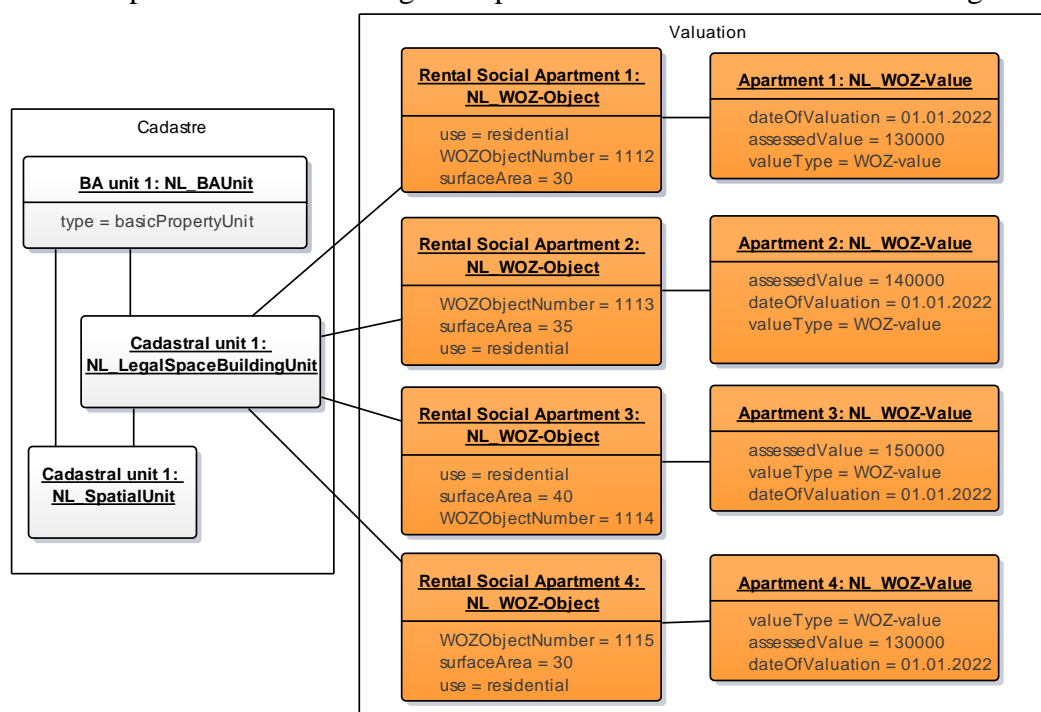 Valuation
Cadastre
BA unit 1: NL_BAUnit
type = basicPropertyUnit
Cadastral unit 1:
NL_LegalSpaceBuildingUnit
Cadastral unit 1:
NL_SpatialUnit
Rental Social Apartment 1:
NL_WOZ-Object
use = residential
WOZObjectNumber = 1112
surfaceArea = 30
Apartment 1: NL_WOZ-Value
dateOfValuation = 01.01.2022
assessedValue = 130000
valueType = WOZ-value
Rental Social Apartment 2:
NL_WOZ-Object
WOZObjectNumber = 1113
surfaceArea = 35
use = residential
Apartment 2: NL_WOZ-Value
assessedValue = 140000
dateOfValuation = 01.01.2022
valueType = WOZ-value
Rental Social Apartment 3:
NL_WOZ-Object
use = residential
surfaceArea = 40
WOZObjectNumber = 1114
Apartment 3: NL_WOZ-Value
assessedValue = 150000
valueType = WOZ-value
dateOfValuation = 01.01.2022
Rental Social Apartment 4:
NL_WOZ-Object
WOZObjectNumber = 1115
surfaceArea = 30
use = residential
Apartment 4: NL_WOZ-Value
valueType = WOZ-value
assessedValue = 130000
dateOfValuation = 01.01.2022